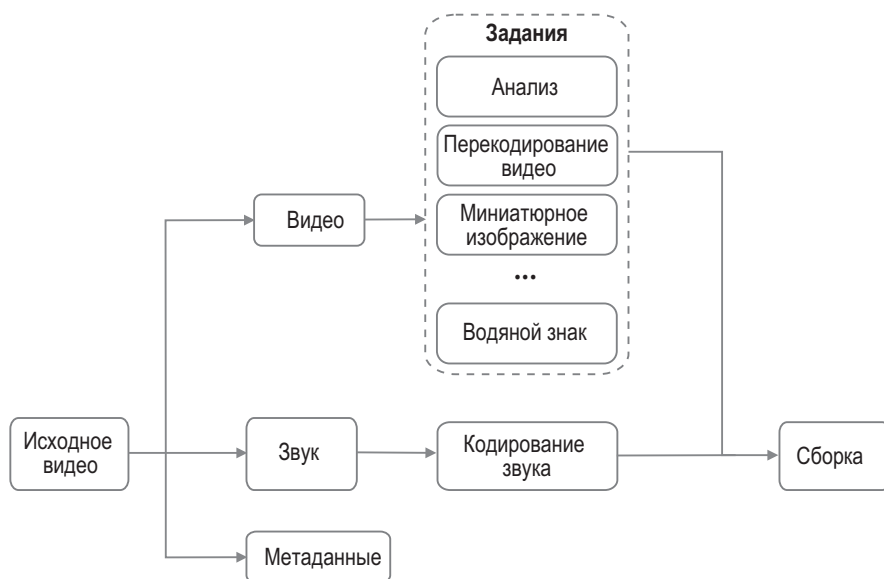 Задания
Анализ
Перекодирование
видео
Видео
Миниатюрное
изображение
...
Водяной знак
Исходное
видео
Звук
Кодирование
звука
Сборка
Метаданные